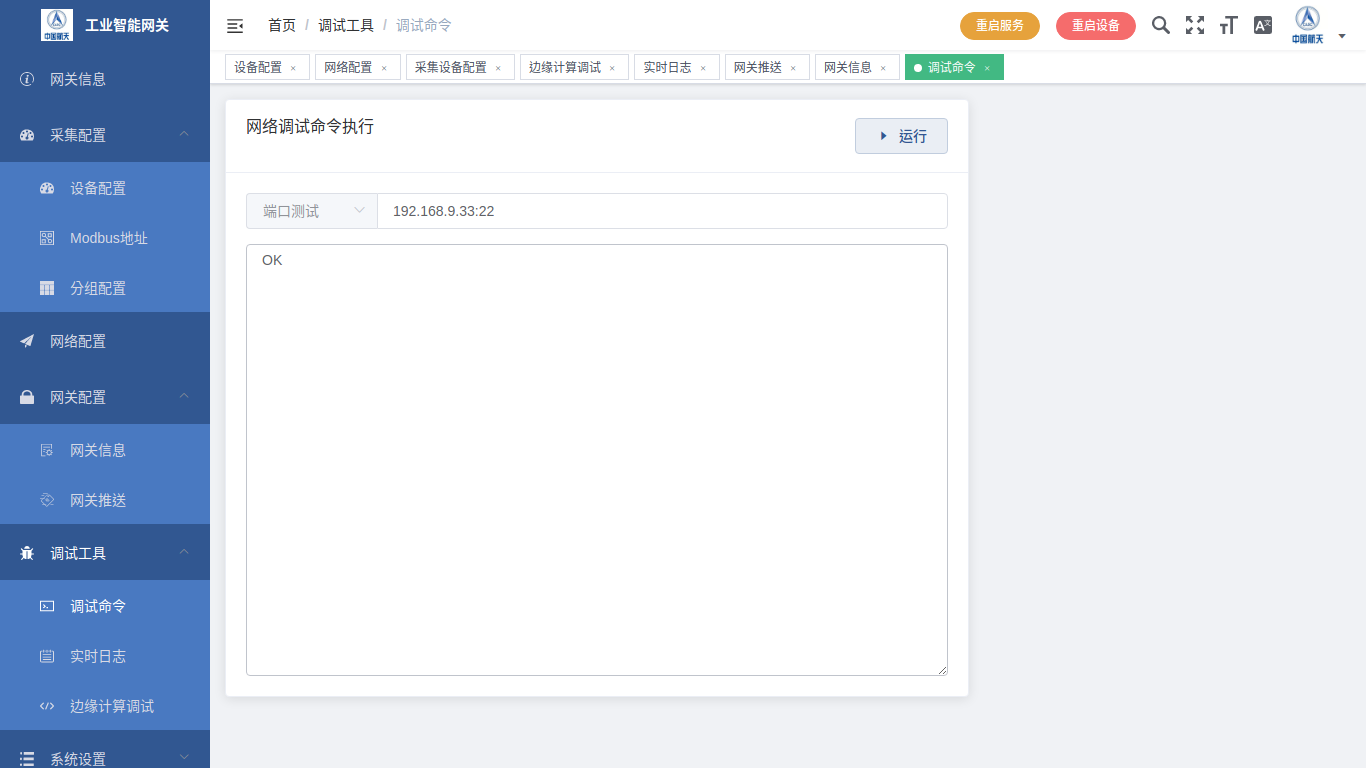 中国航天
工业智能网关
首页 / 调试工具 / 调试命令
重启服务
重启设备
中国航天
设备配置 ×
网络配置 ×
采集设备配置 ×
边缘计算调试 ×
实时日志 ×
网关推送 ×
网关信息 ×
调试命令 ×
网关信息
采集配置
设备配置
Modbus地址
分组配置
网络配置
网关配置
网关信息
网关推送
调试工具
调试命令
实时日志
边缘计算调试
系统设置
网络调试命令执行
运行
端口测试
192.168.9.33:22
OK